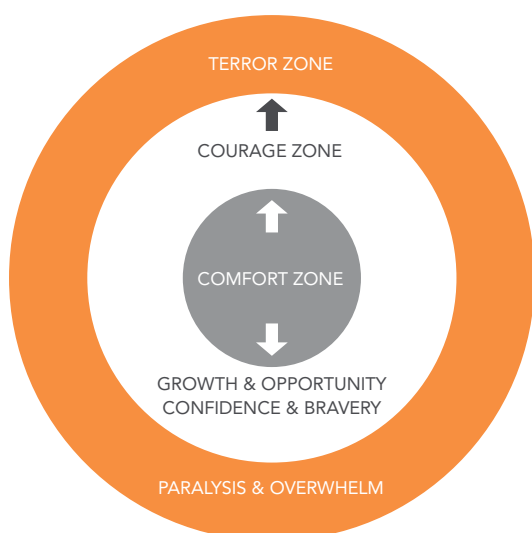 TERROR ZONE
COURAGE ZONE
COMFORT ZONE
GROWTH & OPPORTUNITY
CONFIDENCE & BRAVERY
PARALYSIS & OVERWHELM